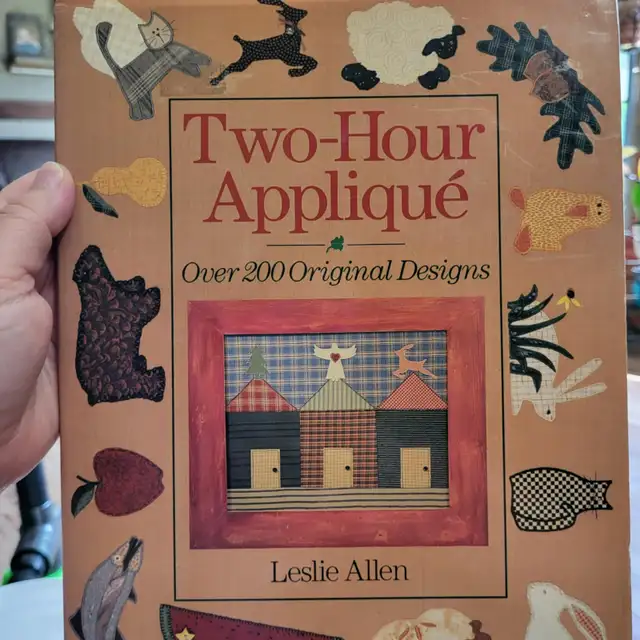 Two-Hour
Appliqué
Over 200 Original Designs
Leslie Allen